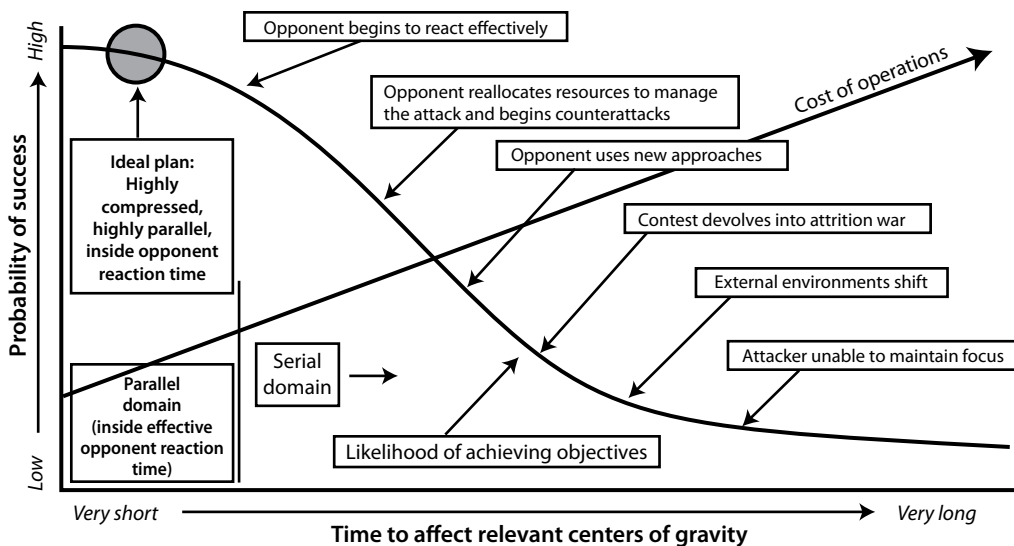 High
Probability of success
Low
Opponent begins to react effectively
Opponent reallocates resources to manage
the attack and begins counterattacks
Cost of operations
Opponent uses new approaches
Ideal plan:
Highly
compressed,
highly parallel,
inside opponent
reaction time
Contest devolves into attrition war
External environments shift
Serial
domain
Attacker unable to maintain focus
Parallel
domain
(inside effective
opponent reaction
time)
Likelihood of achieving objectives
Very short
Very long
Time to affect relevant centers of gravity